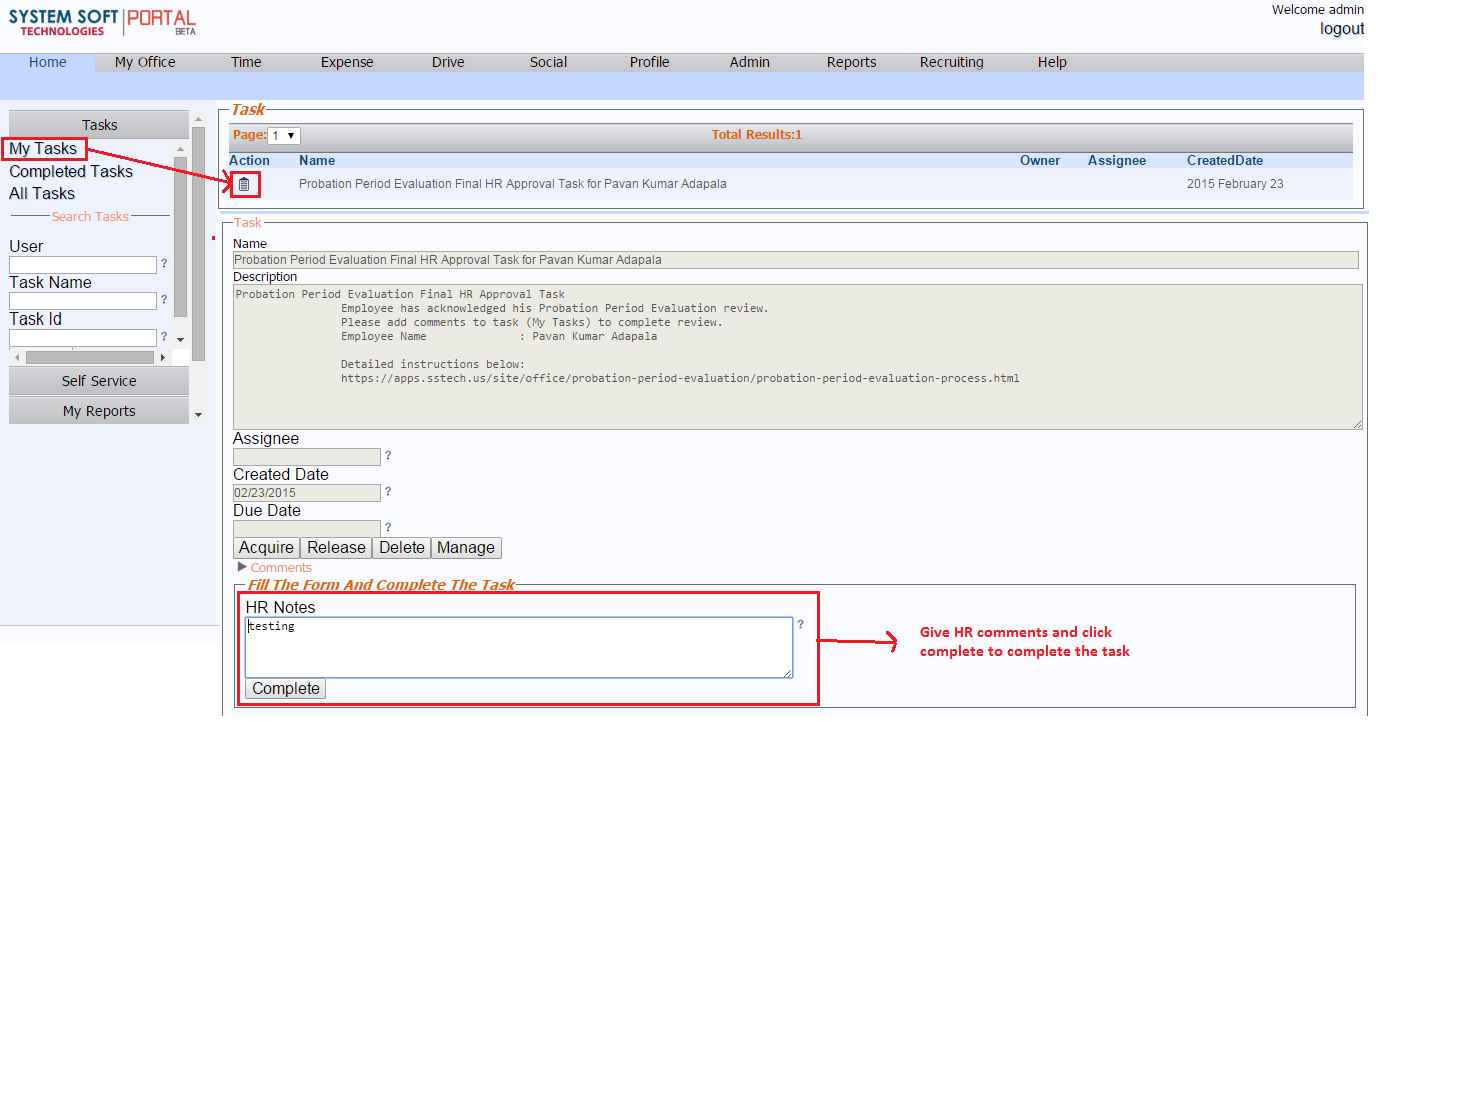 SYSTEM SOFT PORTAL
TECHNOLOGIES BETA
Welcome admin
logout
Home My Office Time Expense Drive Social Profile Admin Reports Recruiting Help
Tasks
My Tasks
Completed Tasks
All Tasks
Search Tasks
User
?
Task Name
?
Task Id
?
Self Service
My Reports
Task
Page: 1 Total Results:1
Action Name Owner Assignee CreatedDate
Probation Period Evaluation Final HR Approval Task for Pavan Kumar Adapala 2015 February 23
Task
Name
Probation Period Evaluation Final HR Approval Task for Pavan Kumar Adapala
Description
Probation Period Evaluation Final HR Approval Task
Employee has acknowledged his Probation Period Evaluation review.
Please add comments to task (My Tasks) to complete review.
Employee Name : Pavan Kumar Adapala
Detailed instructions below:
https://apps.sstech.us/site/office/probation-period-evaluation/probation-period-evaluation-process.html
Assignee
?
Created Date
02/23/2015 ?
Due Date
?
Acquire Release Delete Manage
Comments
Fill The Form And Complete The Task
HR Notes
testing ?
Complete
Give HR comments and click
complete to complete the task